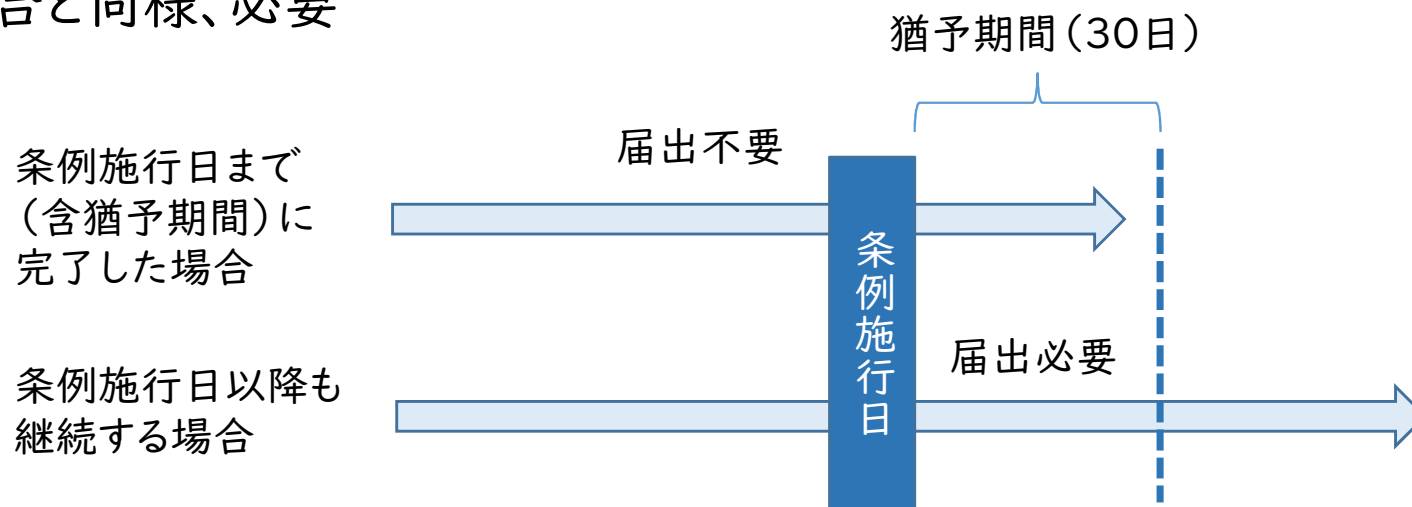 合と同様、必要
猶予期間(30日)
届出不要
条例施行日まで
(含猶予期間)に
完了した場合
条例施行日
届出必要
条例施行日以降も
継続する場合